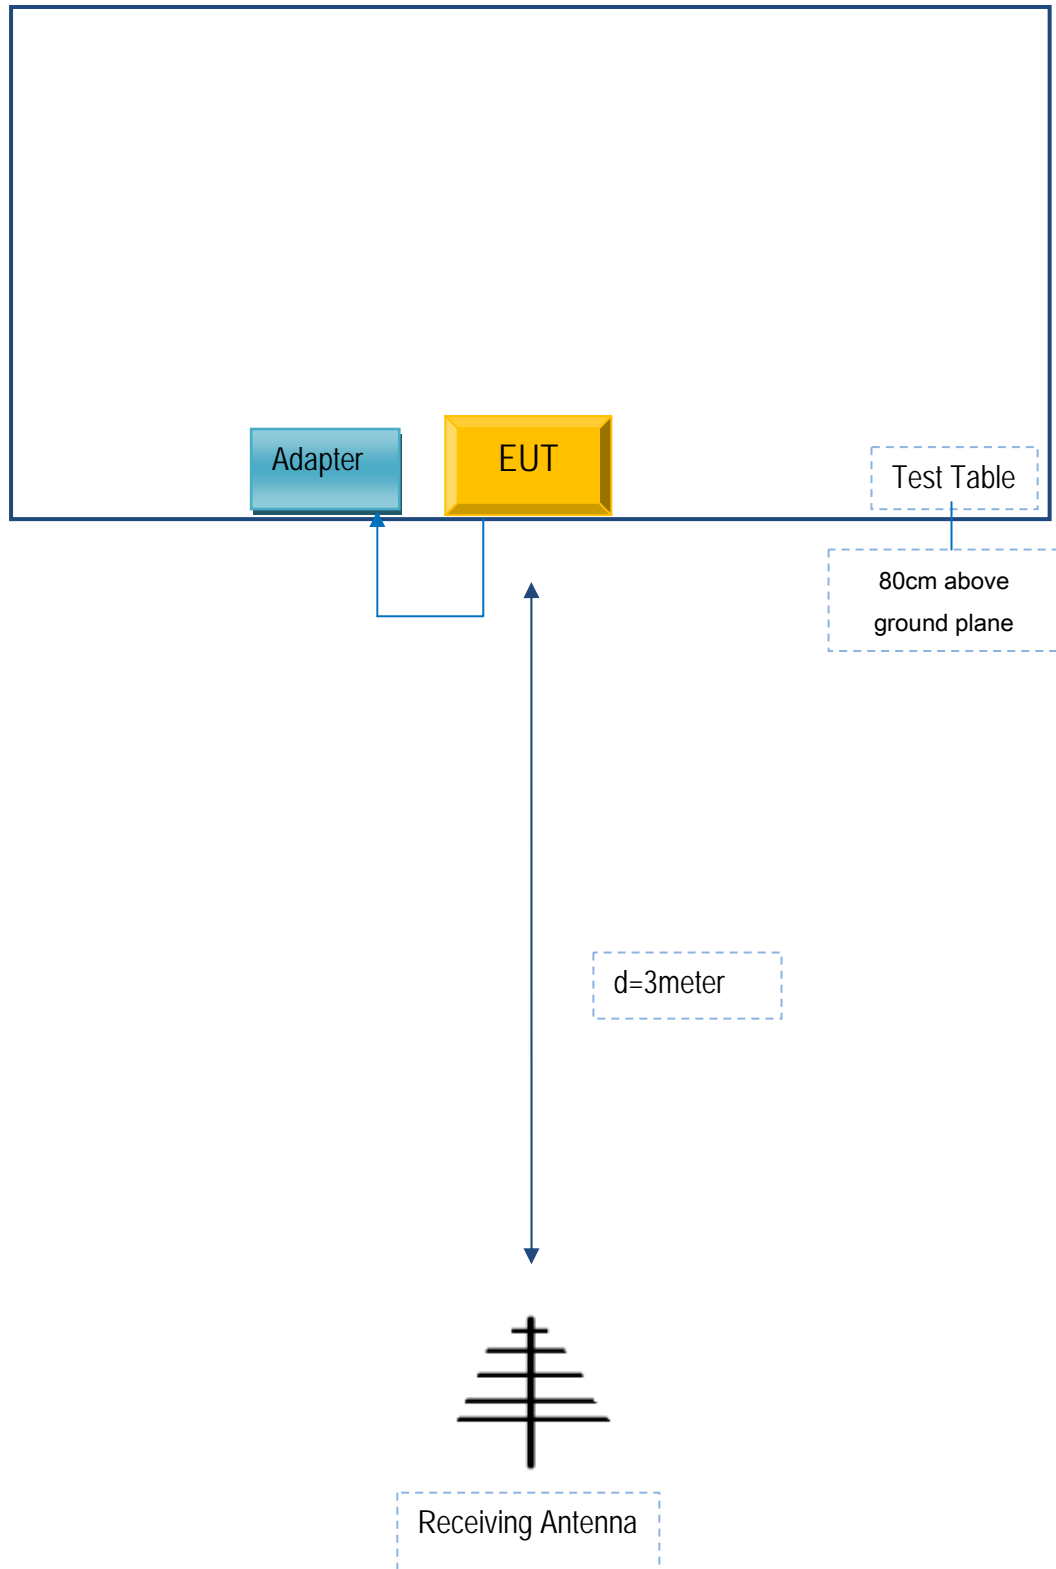 Adapter
EUT
Test Table
80cm above
ground plane
d=3meter
Receiving Antenna